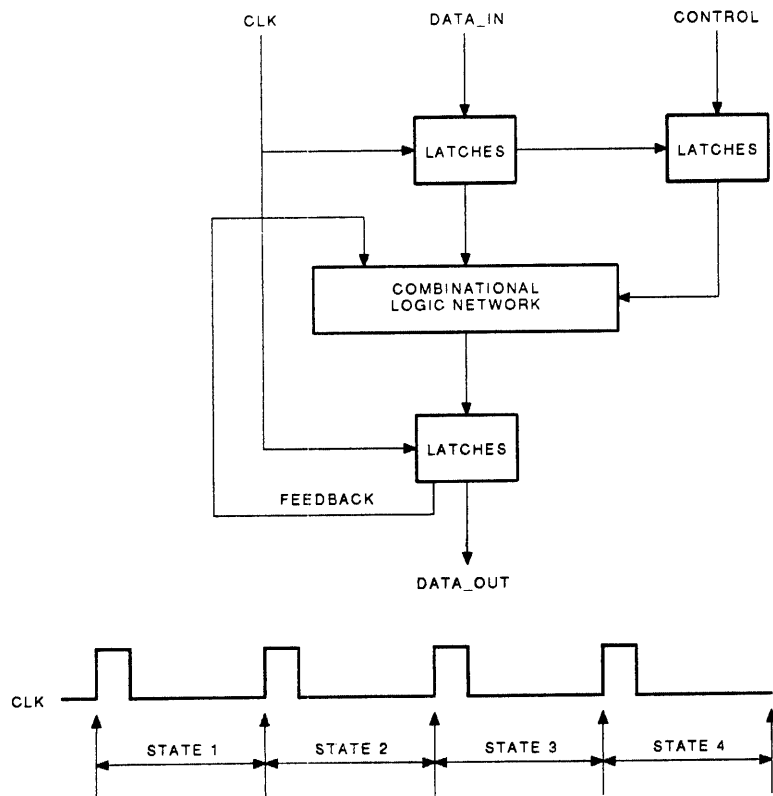 CLK
DATA_IN
CONTROL
LATCHES
LATCHES
COMBINATIONAL
LOGIC NETWORK
LATCHES
FEEDBACK
DATA_OUT
CLK
STATE 1
STATE 2
STATE 3
STATE 4